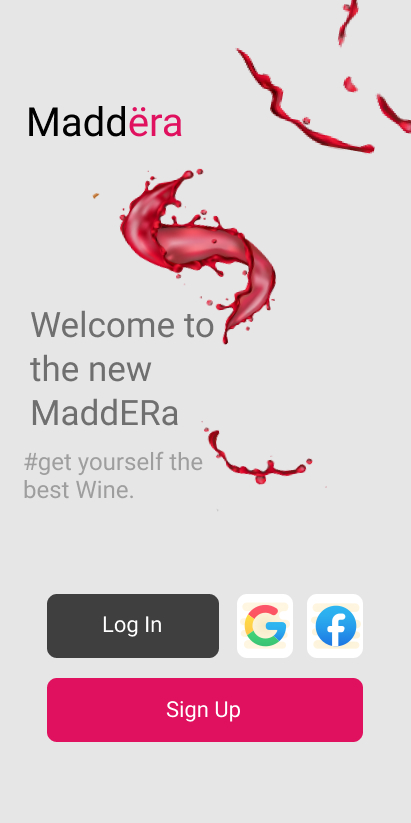 Maddëra
Welcome to
the new
MaddERa
#get yourself the
best Wine.
Log In
Sign Up